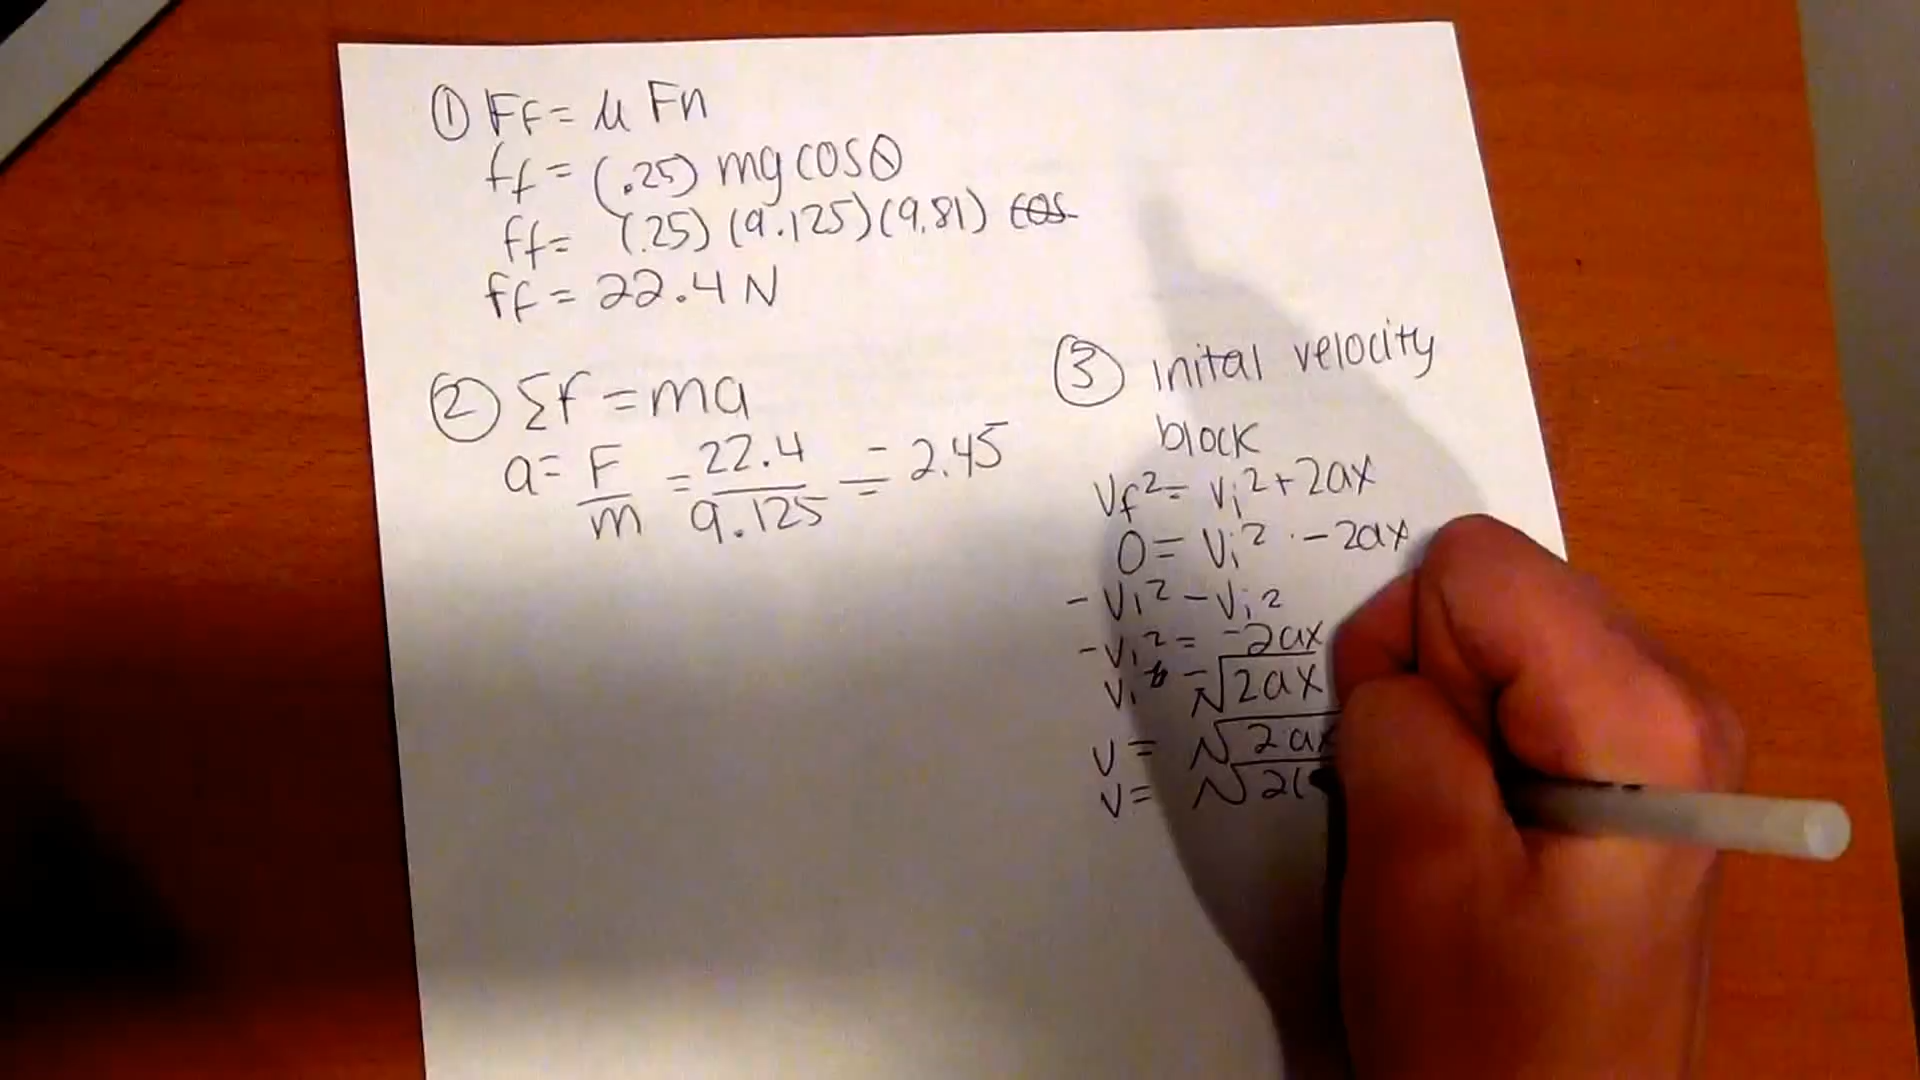 ① Ff = μ Fn
ff = (.25) mg cosθ
ff = (.25) (9.125) (9.81) cos
ff = 22.4 N
② Σf = ma
a = F/m = 22.4/9.125 = 2.45
③ inital velocity
block
Vf² = Vi² + 2ax
0 = Vi² - 2ax
-Vi² -Vi²
-Vi² = -2ax
Vi = √2ax
V = √2ax
V = √2(